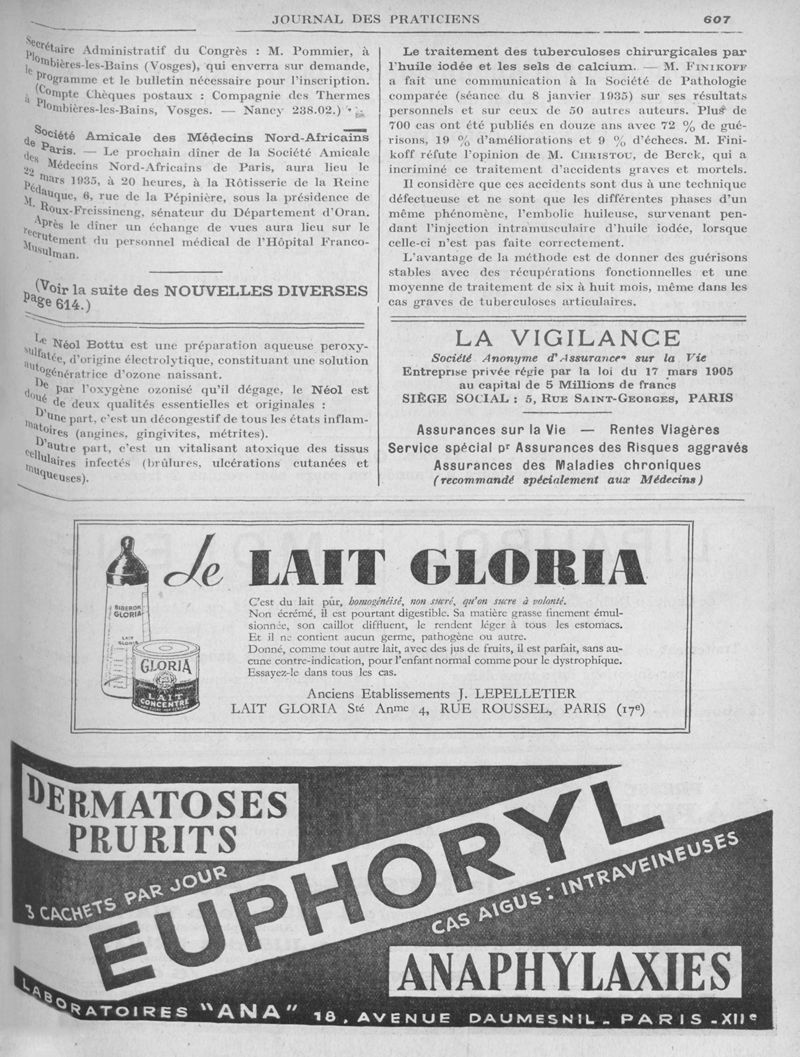 JOURNAL DES PRATICIENS 607
Secrétaire Administratif du Congrès : M. Pommier, à
Plombières-les-Bains (Vosges), qui enverra sur demande,
le programme et le bulletin nécessaire pour l'inscription.
(Compte Chèques postaux : Compagnie des Thermes
à Plombières-les-Bains, Vosges. — Nancy 238.02.)
Société Amicale des Médecins Nord-Africains
de Paris. — Le prochain dîner de la Société Amicale
des Médecins Nord-Africains de Paris, aura lieu le
22 mars 1935, à 20 heures, à la Rôtisserie de la Reine
Pédauque, 6, rue de la Pépinière, sous la présidence de
M. Roux-Freissineng, sénateur du Département d'Oran.
Après le dîner un échange de vues aura lieu sur le
recrutement du personnel médical de l'Hôpital Franco-
Musulman.
(Voir la suite des NOUVELLES DIVERSES
page 614.)
Le Néol Bottu est une préparation aqueuse peroxy-
sulfatée, d'origine électrolytique, constituant une solution
autogénératrice d'ozone naissant.
De par l'oxygène ozonisé qu'il dégage, le Néol est
doué de deux qualités essentielles et originales :
D'une part, c'est un décongestif de tous les états inflam-
matoires (angines, gingivites, métrites).
D'autre part, c'est un vitalisant atoxique des tissus
cellulaires infectés (brûlures, ulcérations cutanées et
muqueuses).
Le traitement des tuberculoses chirurgicales par
l'huile iodée et les sels de calcium. — M. FINIKOFF
a fait une communication à la Société de Pathologie
comparée (séance du 8 janvier 1935) sur ses résultats
personnels et sur ceux de 50 autres auteurs. Plus de
700 cas ont été publiés en douze ans avec 72 % de gué-
risons, 19 % d'améliorations et 9 % d'échecs. M. Fini-
koff réfute l'opinion de M. CHRISTOU, de Berck, qui a
incriminé ce traitement d'accidents graves et mortels.
Il considère que ces accidents sont dus à une technique
défectueuse et ne sont que les différentes phases d'un
même phénomène, l'embolie huileuse, survenant pen-
dant l'injection intramusculaire d'huile iodée, lorsque
celle-ci n'est pas faite correctement.
L'avantage de la méthode est de donner des guérisons
stables avec des récupérations fonctionnelles et une
moyenne de traitement de six à huit mois, même dans les
cas graves de tuberculoses articulaires.
LA VIGILANCE
Société Anonyme d'Assurances sur la Vie
Entreprise privée régie par la loi du 17 mars 1905
au capital de 5 Millions de francs
SIÈGE SOCIAL : 5, RUE SAINT-GEORGES, PARIS
Assurances sur la Vie — Rentes Viagères
Service spécial pr Assurances des Risques aggravés
Assurances des Maladies chroniques
(recommandé spécialement aux Médecins)
Le LAIT GLORIA
BIBERON
GLORIA
LAIT
GLORIA
GLORIA
LAIT
CONCENTRÉ
C'est du lait pur, homogénéisé, non sucré, qu'on sucre à volonté.
Non écrémé, il est pourtant digestible. Sa matière grasse finement émul-
sionnée, son caillot diffluent, le rendent léger à tous les estomacs.
Et il ne contient aucun germe, pathogène ou autre.
Donné, comme tout autre lait, avec des jus de fruits, il est parfait, sans au-
cune contre-indication, pour l'enfant normal comme pour le dystrophique.
Essayez-le dans tous les cas.
Anciens Etablissements J. LEPELLETIER
LAIT GLORIA Sté Anme 4, RUE ROUSSEL, PARIS (17e)
DERMATOSES
PRURITS
3 CACHETS PAR JOUR
EUPHORYL
CAS AIGUS : INTRAVEINEUSES
ANAPHYLAXIES
LABORATOIRES "ANA" 18, AVENUE DAUMESNIL - PARIS - XIIe